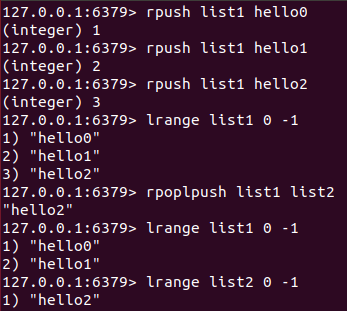 127.0.0.1:6379> rpush list1 hello0
(integer) 1
127.0.0.1:6379> rpush list1 hello1
(integer) 2
127.0.0.1:6379> rpush list1 hello2
(integer) 3
127.0.0.1:6379> lrange list1 0 -1
1) "hello0"
2) "hello1"
3) "hello2"
127.0.0.1:6379> rpoplpush list1 list2
"hello2"
127.0.0.1:6379> lrange list1 0 -1
1) "hello0"
2) "hello1"
127.0.0.1:6379> lrange list2 0 -1
1) "hello2"